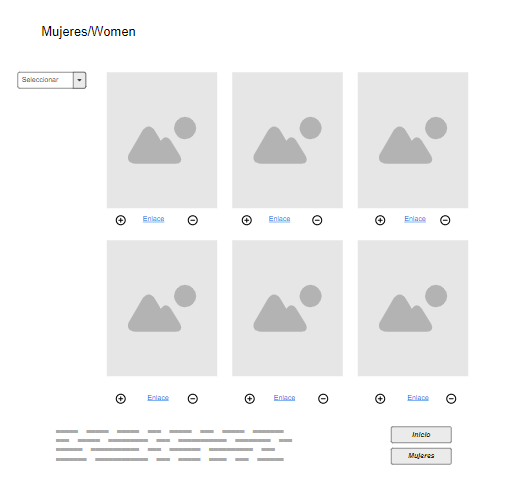 Mujeres/Women
Seleccionar
Enlace
Enlace
Enlace
Enlace
Enlace
Enlace
Inicio
Mujeres